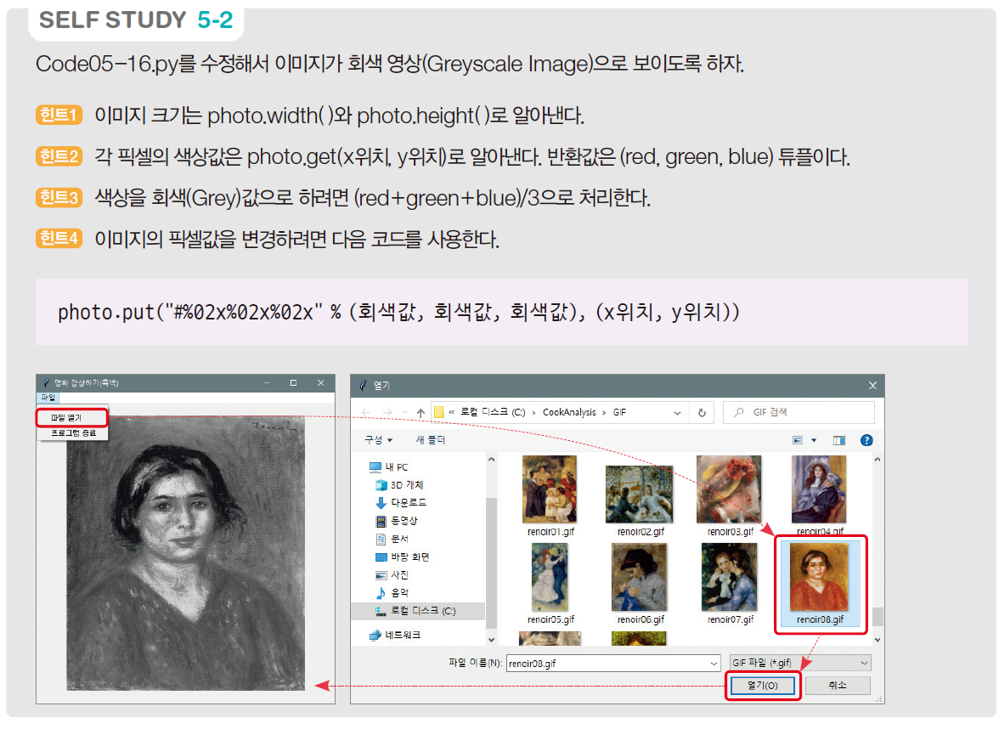 SELF STUDY 5-2
Code05-16.py를 수정해서 이미지가 회색 영상(Greyscale Image)으로 보이도록 하자.
힌트1 이미지 크기는 photo.width( )와 photo.height( )로 알아낸다.
힌트2 각 픽셀의 색상값은 photo.get(x위치, y위치)로 알아낸다. 반환값은 (red, green, blue) 튜플이다.
힌트3 색상을 회색(Grey)값으로 하려면 (red+green+blue)/3으로 처리한다.
힌트4 이미지의 픽셀값을 변경하려면 다음 코드를 사용한다.
photo.put("#%02x%02x%02x" % (회색값, 회색값, 회색값), (x위치, y위치))
명화 감상하기(흑백)
파일
파일 열기
프로그램 종료
열기
« 로컬 디스크 (C:) › CookAnalysis › GIF
GIF 검색
구성 새 폴더
내 PC
3D 개체
다운로드
동영상
문서
바탕 화면
사진
음악
로컬 디스크 (C:)
네트워크
renoir01.gif renoir02.gif renoir03.gif renoir04.gif
renoir05.gif renoir06.gif renoir07.gif renoir08.gif
파일 이름(N): renoir08.gif GIF 파일 (*.gif)
열기(O) 취소